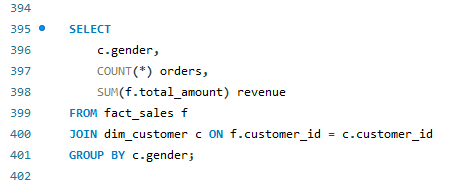 394
395 SELECT
396 c.gender,
397 COUNT(*) orders,
398 SUM(f.total_amount) revenue
399 FROM fact_sales f
400 JOIN dim_customer c ON f.customer_id = c.customer_id
401 GROUP BY c.gender;
402